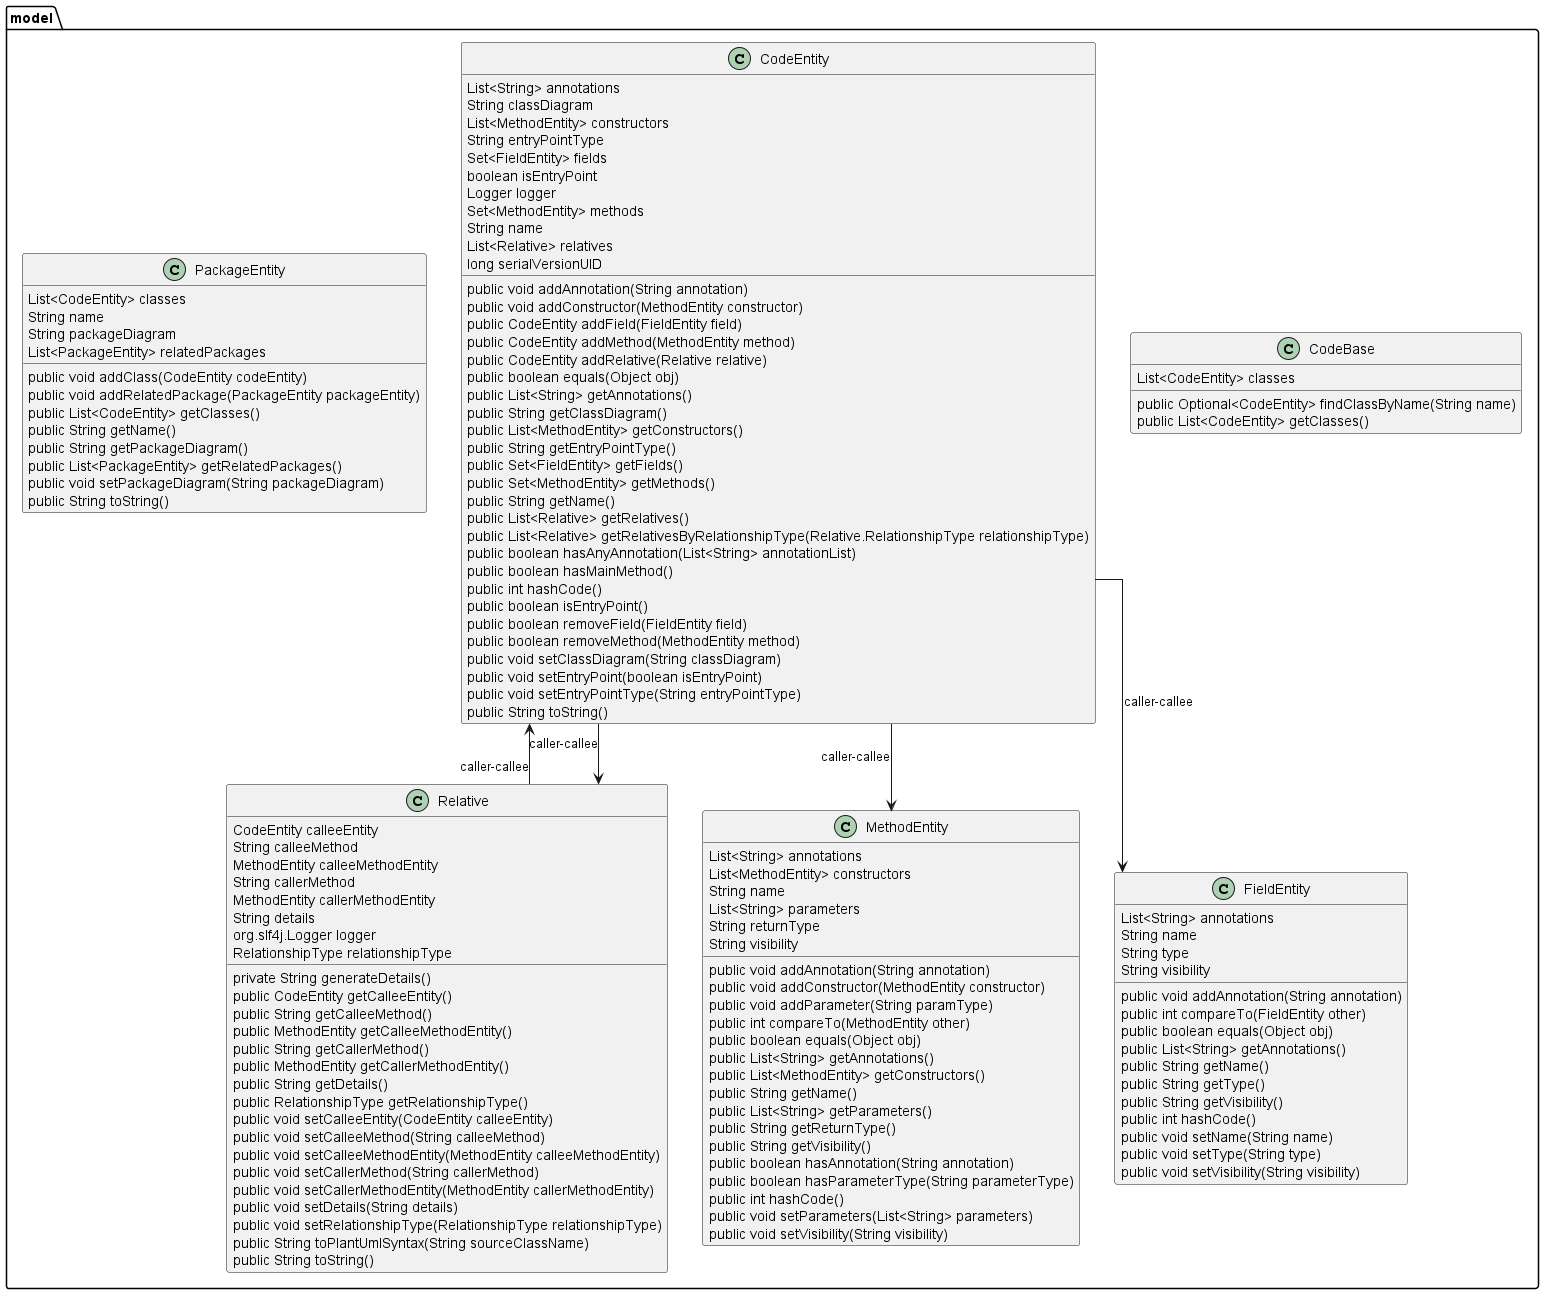 model
CodeEntity
List<String> annotations
String classDiagram
List<MethodEntity> constructors
String entryPointType
Set<FieldEntity> fields
boolean isEntryPoint
Logger logger
Set<MethodEntity> methods
String name
List<Relative> relatives
long serialVersionUID
public void addAnnotation(String annotation)
public void addConstructor(MethodEntity constructor)
public CodeEntity addField(FieldEntity field)
public CodeEntity addMethod(MethodEntity method)
public CodeEntity addRelative(Relative relative)
public boolean equals(Object obj)
public List<String> getAnnotations()
public String getClassDiagram()
public List<MethodEntity> getConstructors()
public String getEntryPointType()
public Set<FieldEntity> getFields()
public Set<MethodEntity> getMethods()
public String getName()
public List<Relative> getRelatives()
public List<Relative> getRelativesByRelationshipType(Relative.RelationshipType relationshipType)
public boolean hasAnyAnnotation(List<String> annotationList)
public boolean hasMainMethod()
public int hashCode()
public boolean isEntryPoint()
public boolean removeField(FieldEntity field)
public boolean removeMethod(MethodEntity method)
public void setClassDiagram(String classDiagram)
public void setEntryPoint(boolean isEntryPoint)
public void setEntryPointType(String entryPointType)
public String toString()
PackageEntity
List<CodeEntity> classes
String name
String packageDiagram
List<PackageEntity> relatedPackages
public void addClass(CodeEntity codeEntity)
public void addRelatedPackage(PackageEntity packageEntity)
public List<CodeEntity> getClasses()
public String getName()
public String getPackageDiagram()
public List<PackageEntity> getRelatedPackages()
public void setPackageDiagram(String packageDiagram)
public String toString()
CodeBase
List<CodeEntity> classes
public Optional<CodeEntity> findClassByName(String name)
public List<CodeEntity> getClasses()
caller-callee
caller-callee
caller-callee
caller-callee
Relative
CodeEntity calleeEntity
String calleeMethod
MethodEntity calleeMethodEntity
String callerMethod
MethodEntity callerMethodEntity
String details
org.slf4j.Logger logger
RelationshipType relationshipType
private String generateDetails()
public CodeEntity getCalleeEntity()
public String getCalleeMethod()
public MethodEntity getCalleeMethodEntity()
public String getCallerMethod()
public MethodEntity getCallerMethodEntity()
public String getDetails()
public RelationshipType getRelationshipType()
public void setCalleeEntity(CodeEntity calleeEntity)
public void setCalleeMethod(String calleeMethod)
public void setCalleeMethodEntity(MethodEntity calleeMethodEntity)
public void setCallerMethod(String callerMethod)
public void setCallerMethodEntity(MethodEntity callerMethodEntity)
public void setDetails(String details)
public void setRelationshipType(RelationshipType relationshipType)
public String toPlantUmlSyntax(String sourceClassName)
public String toString()
MethodEntity
List<String> annotations
List<MethodEntity> constructors
String name
List<String> parameters
String returnType
String visibility
public void addAnnotation(String annotation)
public void addConstructor(MethodEntity constructor)
public void addParameter(String paramType)
public int compareTo(MethodEntity other)
public boolean equals(Object obj)
public List<String> getAnnotations()
public List<MethodEntity> getConstructors()
public String getName()
public List<String> getParameters()
public String getReturnType()
public String getVisibility()
public boolean hasAnnotation(String annotation)
public boolean hasParameterType(String parameterType)
public int hashCode()
public void setParameters(List<String> parameters)
public void setVisibility(String visibility)
FieldEntity
List<String> annotations
String name
String type
String visibility
public void addAnnotation(String annotation)
public int compareTo(FieldEntity other)
public boolean equals(Object obj)
public List<String> getAnnotations()
public String getName()
public String getType()
public String getVisibility()
public int hashCode()
public void setName(String name)
public void setType(String type)
public void setVisibility(String visibility)